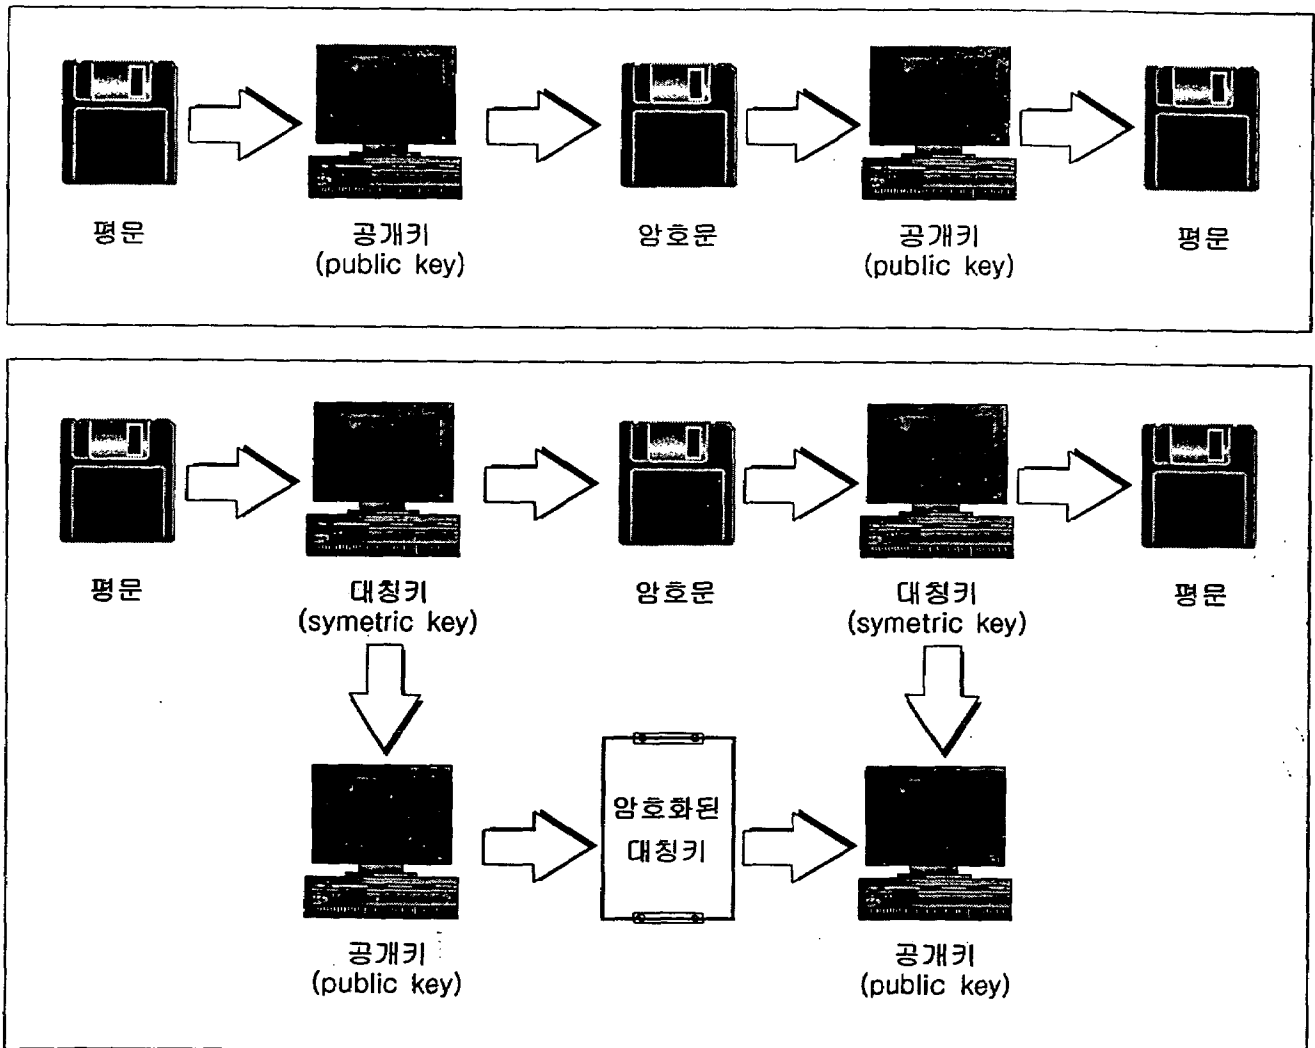 평문
공개키
(public key)
암호문
공개키
(public key)
평문
평문
대칭키
(symetric key)
암호문
대칭키
(symetric key)
평문
암호화된
대칭키
공개키
(public key)
공개키
(public key)